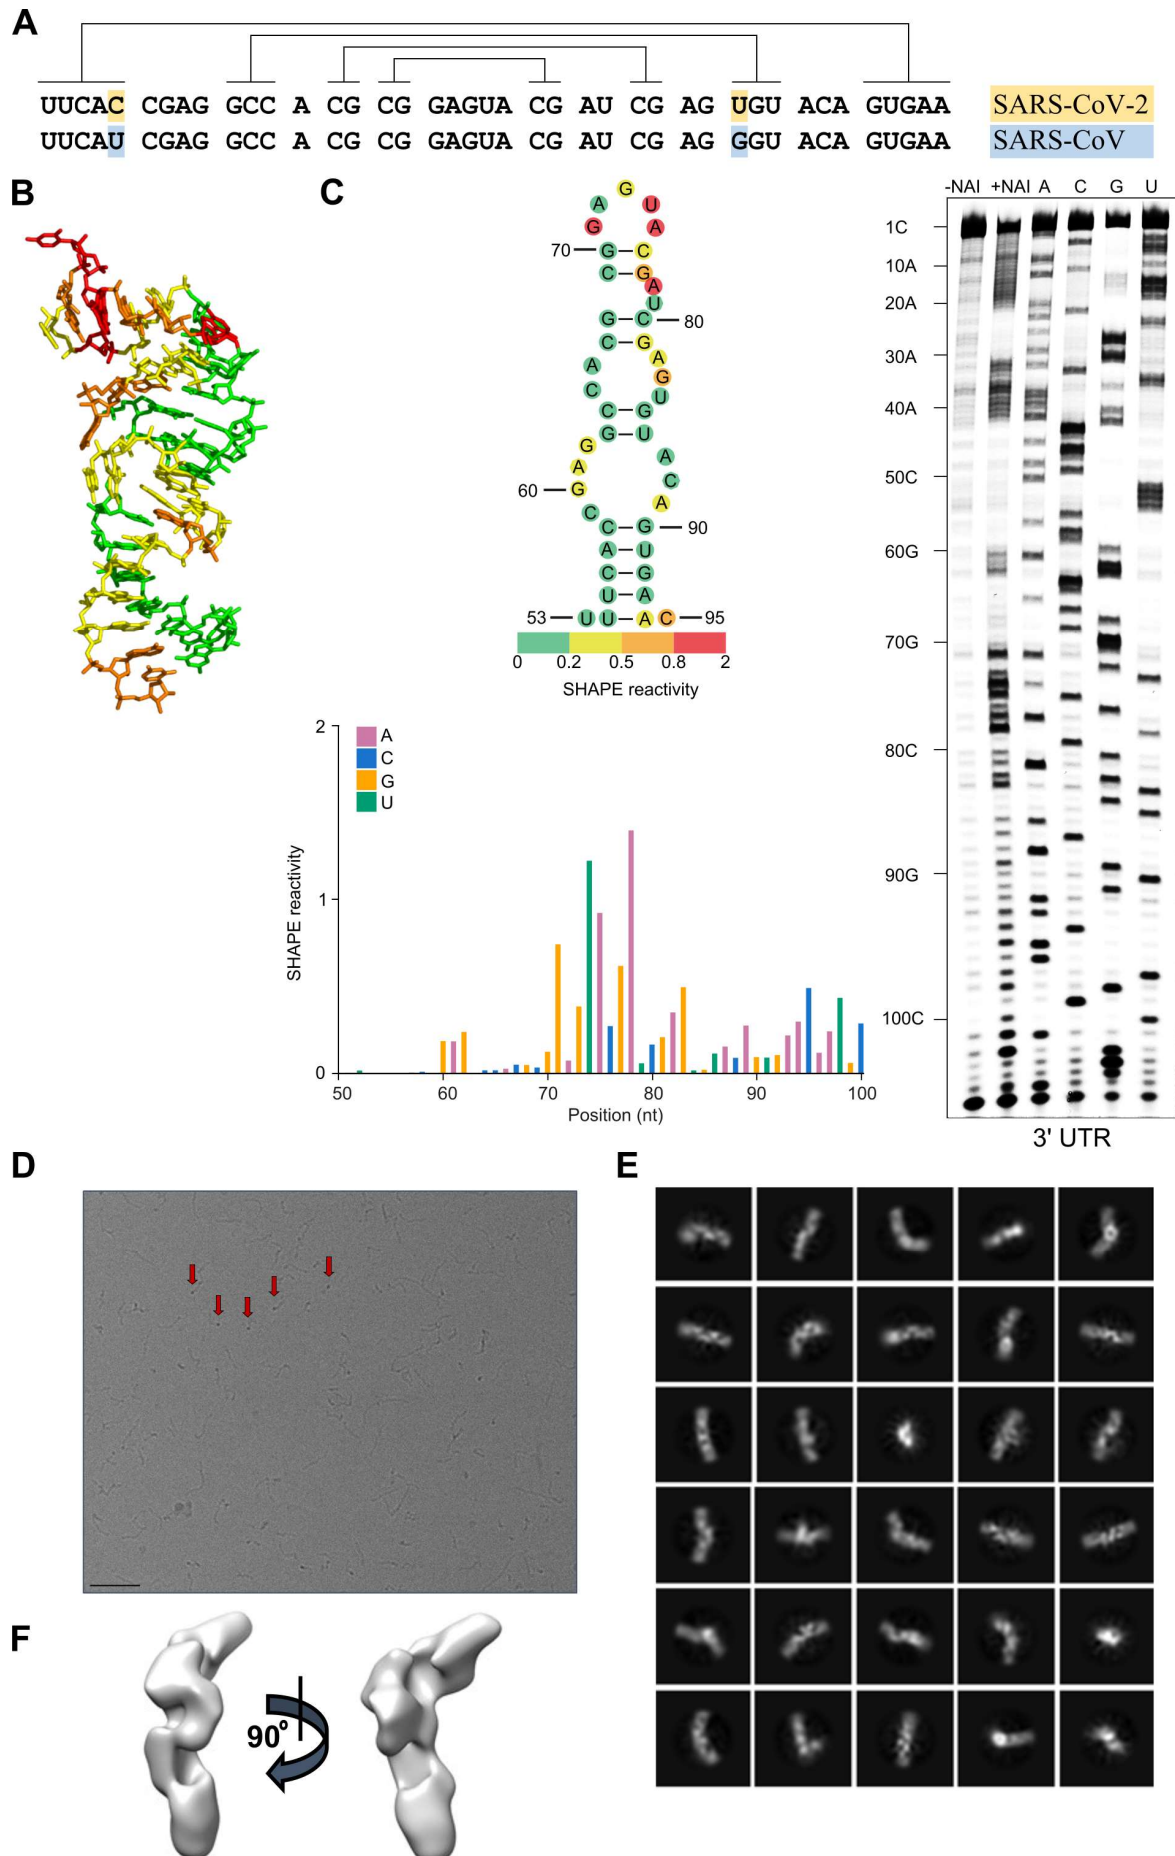 A
UUCAC CGAG GCC A CG CG GAGUA CG AU CG AG UGU ACA GUGAA SARS-CoV-2
UUCAU CGAG GCC A CG CG GAGUA CG AU CG AG GGU ACA GUGAA SARS-CoV
B
C
G
A U
G A
70 G C
C G
A
U
G C 80
C G
A A
G
C U
C G
G U
G A
A C
60 G A
C
C G 90
A U
C G
U A
53 U U A C 95
0 0.2 0.5 0.8 2
SHAPE reactivity
-NAI +NAI A C G U
1C
10A
20A
30A
40A
50C
60G
70G
80C
90G
100C
3' UTR
2
1
0
SHAPE reactivity
A
C
G
U
50 60 70 80 90 100
Position (nt)
D
E
F
90°